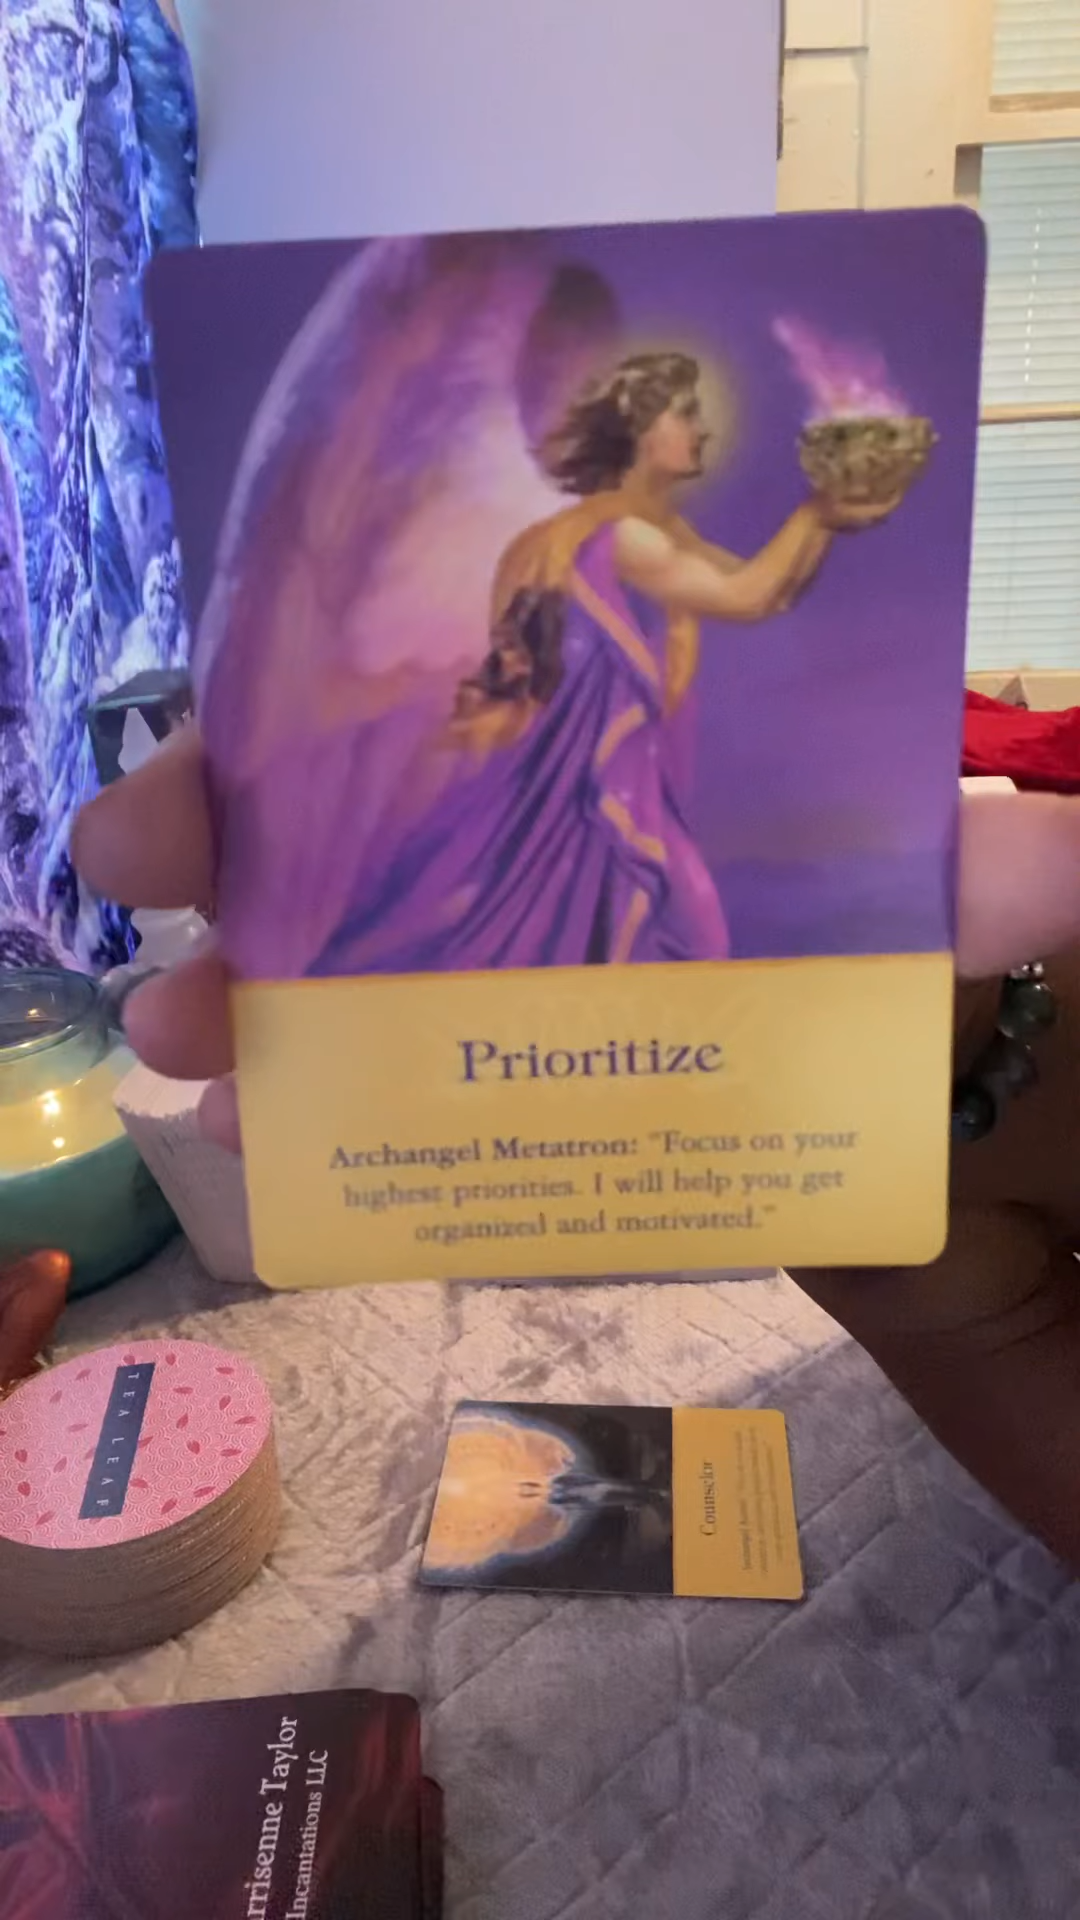 Prioritize
Archangel Metatron: "Focus on your
highest priorities. I will help you get
organized and motivated."
TEA LEAF
Counselor
rrisenne Taylor
Incantations LLC